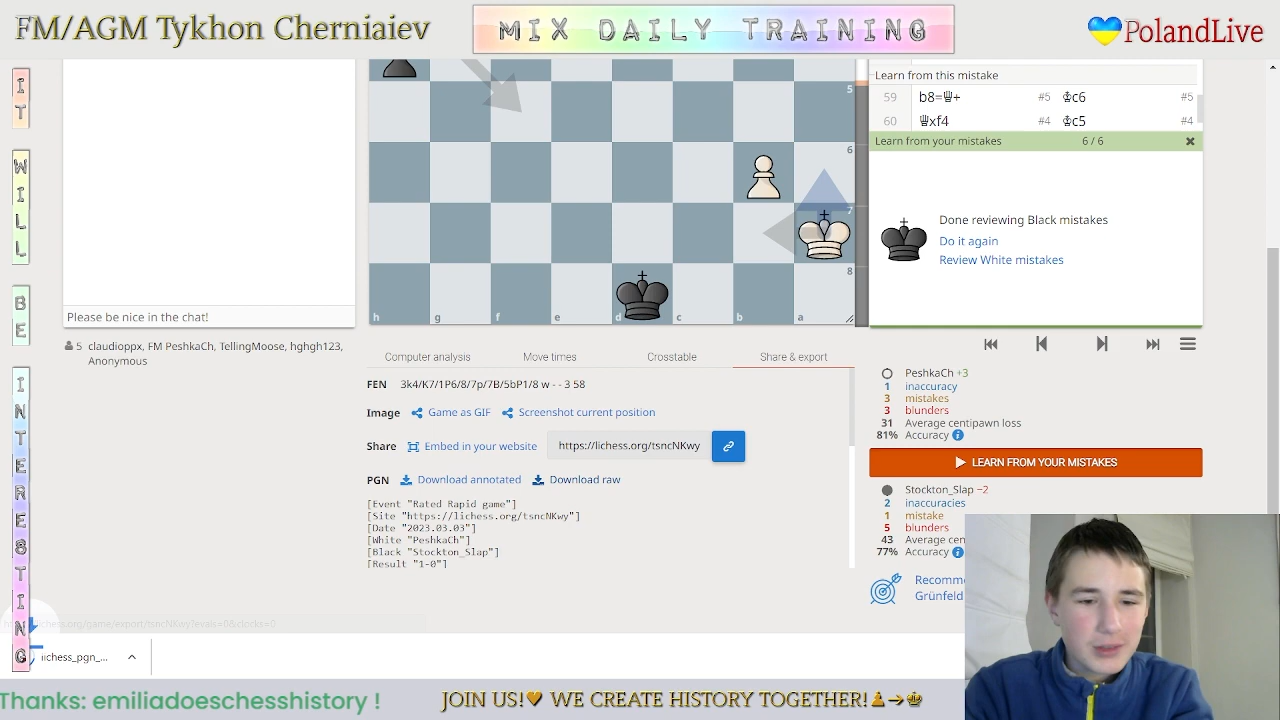 FM/AGM Tykhon Cherniaiev
MIX DAILY TRAINING
PolandLive
IT
WILL
BE
INTERESTING
Please be nice in the chat!
5 claudioppx, FM PeshkaCh, TellingMoose, hghgh123,
Anonymous
5
6
7
8
h g f e d c b a
Learn from this mistake
59 b8=♕+ #5 ♔c6 #5
60 ♕xf4 #4 ♔c5 #4
Learn from your mistakes 6 / 6
Done reviewing Black mistakes
Do it again
Review White mistakes
Computer analysis Move times Crosstable Share & export
FEN 3k4/K7/1P6/8/7p/7B/5bP1/8 w - - 3 58
Image Game as GIF Screenshot current position
Share Embed in your website https://lichess.org/tsncNKwy
PGN Download annotated Download raw
[Event "Rated Rapid game"]
[Site "https://lichess.org/tsncNKwy"]
[Date "2023.03.03"]
[White "PeshkaCh"]
[Black "Stockton_Slap"]
[Result "1-0"]
PeshkaCh +3
1 inaccuracy
3 mistakes
3 blunders
31 Average centipawn loss
81% Accuracy
LEARN FROM YOUR MISTAKES
Stockton_Slap −2
2 inaccuracies
1 mistake
5 blunders
43 Average cen
77% Accuracy
Recomme
Grünfeld
lichess_pgn_...
Thanks: emiliadoeschesshistory !
JOIN US!♥ WE CREATE HISTORY TOGETHER!♟→♚